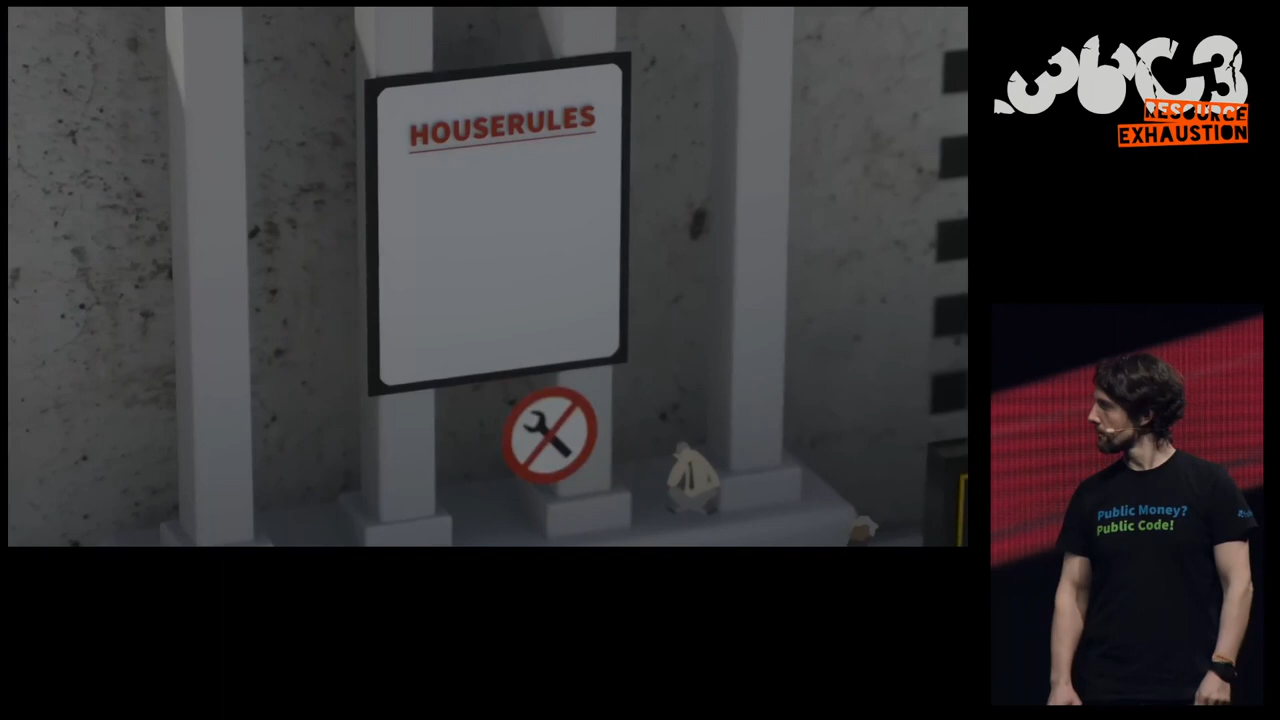 HOUSERULES
36C3
RESOURCE
EXHAUSTION
Public Money?
Public Code!